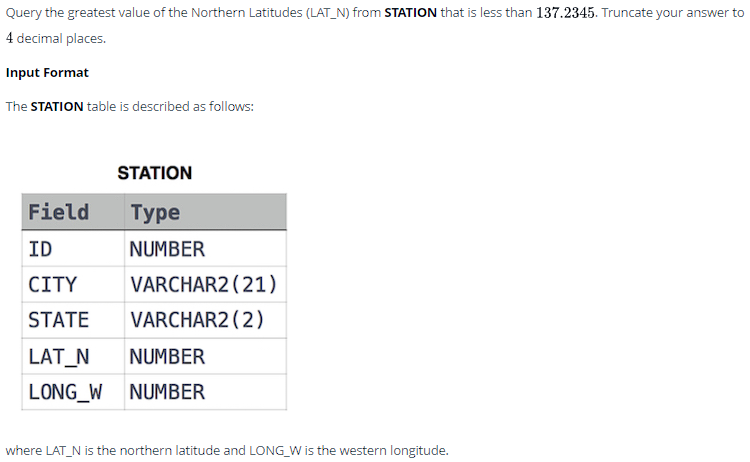 Query the greatest value of the Northern Latitudes (LAT_N) from STATION that is less than 137.2345. Truncate your answer to
4 decimal places.
Input Format
The STATION table is described as follows:
STATION
Field Type
ID NUMBER
CITY VARCHAR2(21)
STATE VARCHAR2(2)
LAT_N NUMBER
LONG_W NUMBER
where LAT_N is the northern latitude and LONG_W is the western longitude.